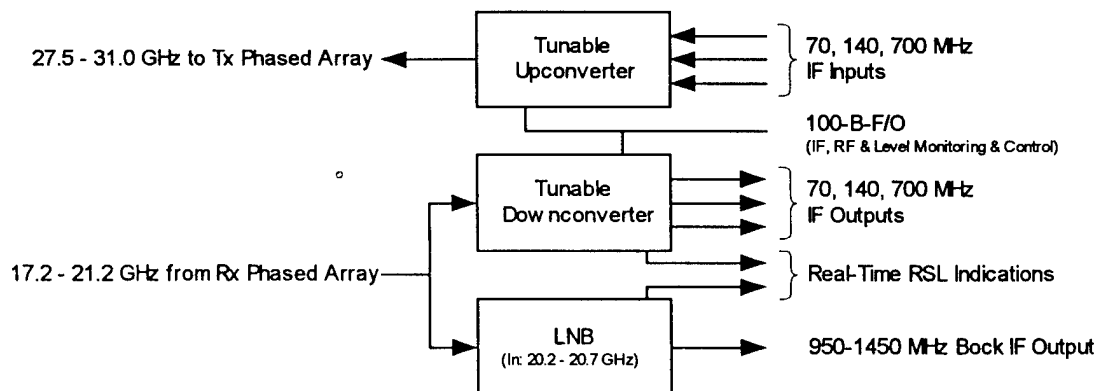 27.5 - 31.0 GHz to Tx Phased Array
Tunable
Upconverter
70, 140, 700 MHz
IF Inputs
100-B-F/O
(IF, RF & Level Monitoring & Control)
Tunable
Downconverter
70, 140, 700 MHz
IF Outputs
17.2 - 21.2 GHz from Rx Phased Array
Real-Time RSL Indications
LNB
(In: 20.2 - 20.7 GHz)
950-1450 MHz Bock IF Output